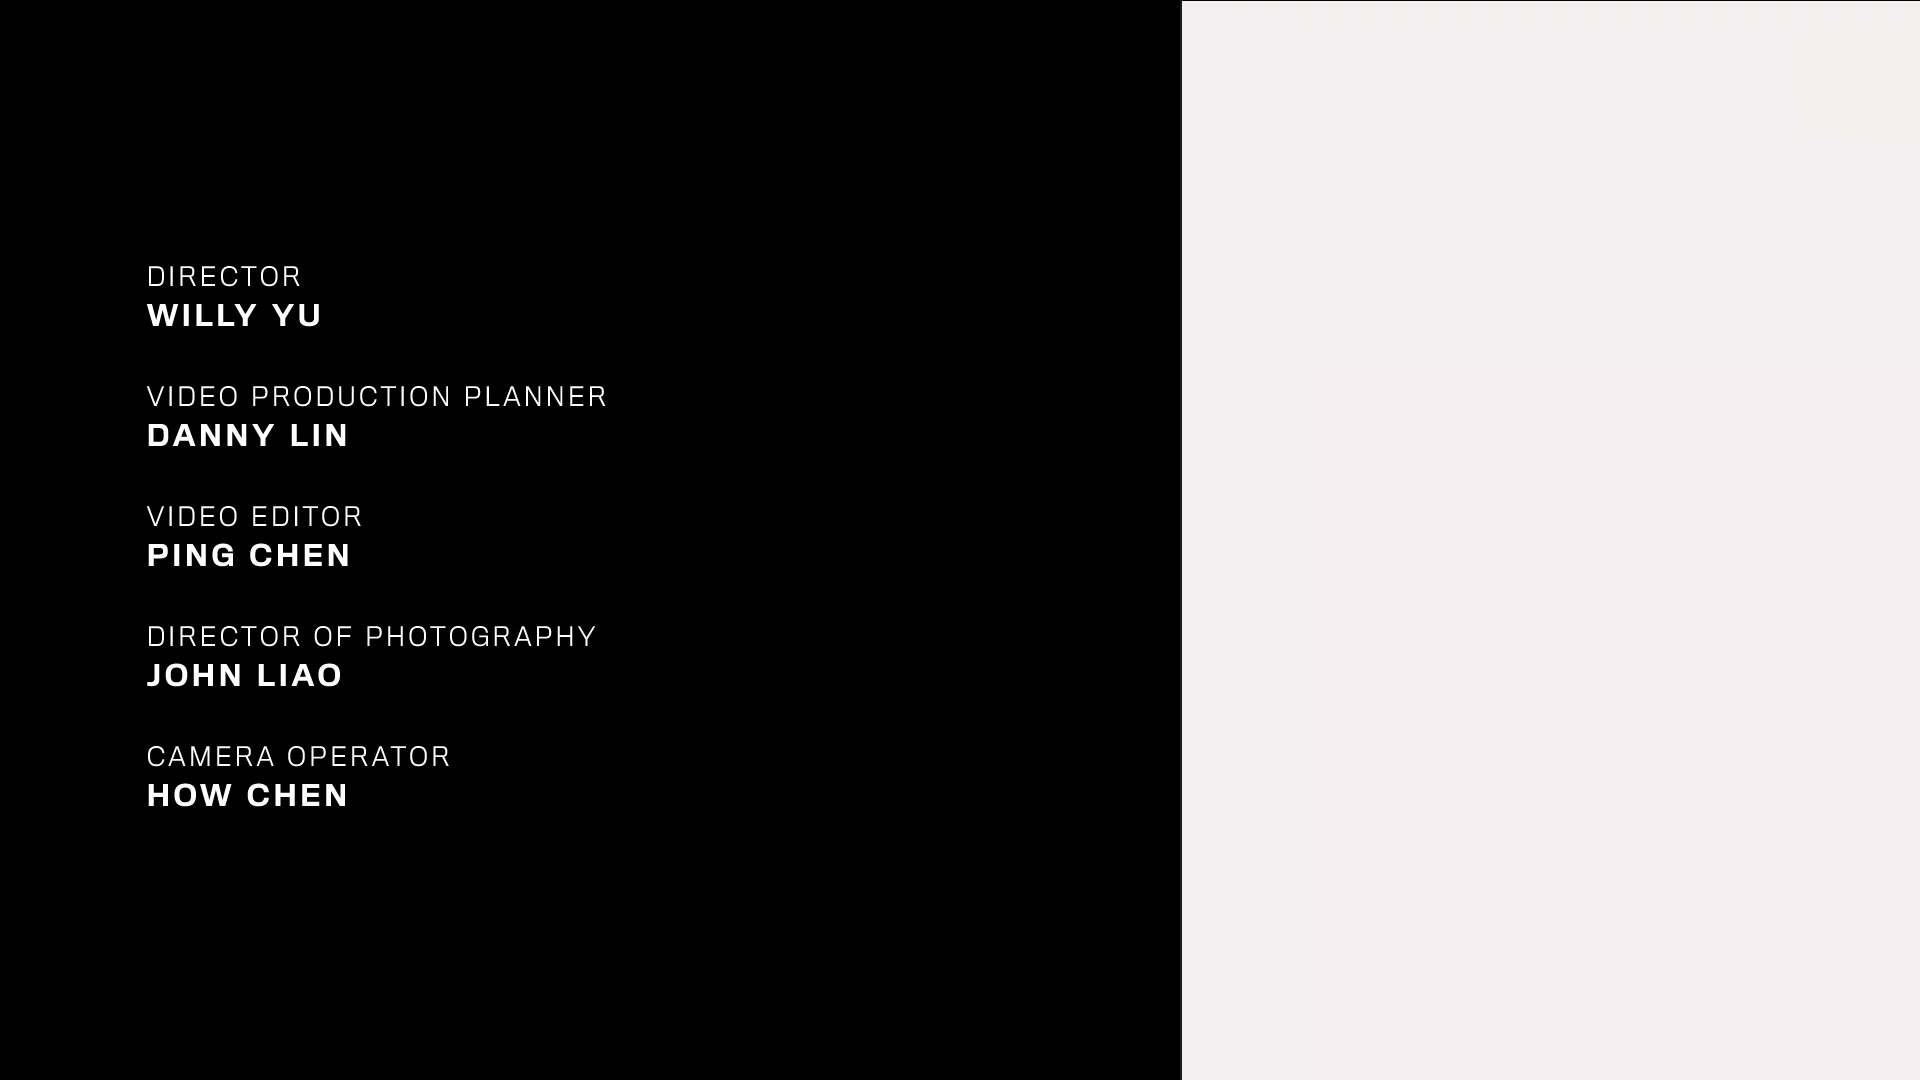 DIRECTOR
WILLY YU
VIDEO PRODUCTION PLANNER
DANNY LIN
VIDEO EDITOR
PING CHEN
DIRECTOR OF PHOTOGRAPHY
JOHN LIAO
CAMERA OPERATOR
HOW CHEN